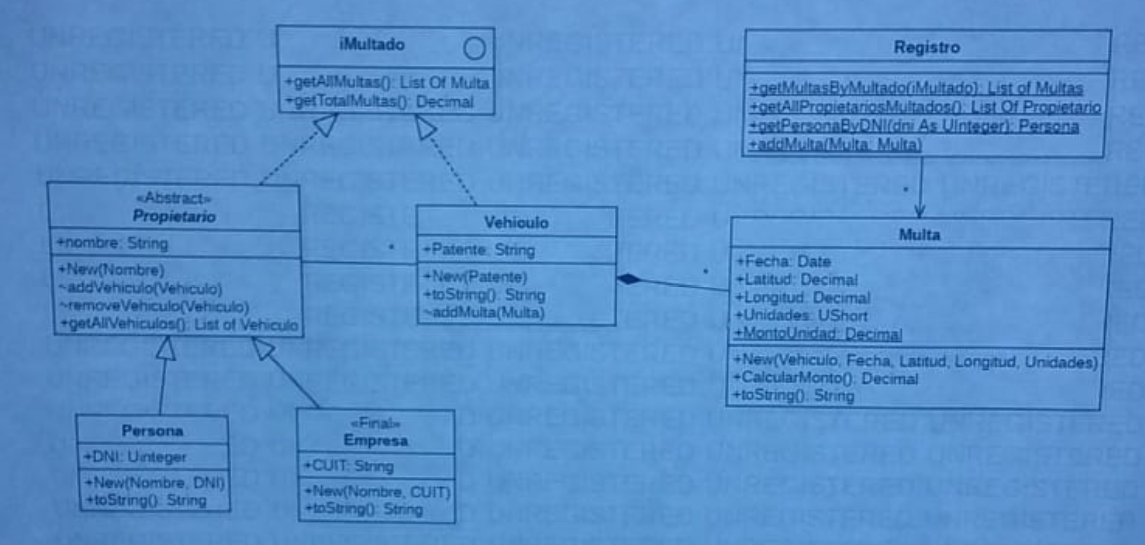 iMultado
+getAllMultas(): List Of Multa
+getTotalMultas(): Decimal
Registro
+getMultasByMultado(iMultado): List of Multas
+getAllPropietariosMultados(): List Of Propietario
+getPersonaByDNI(dni As UInteger): Persona
+addMulta(Multa: Multa)
«Abstract»
Propietario
+nombre: String
+New(Nombre)
~addVehiculo(Vehiculo)
~removeVehiculo(Vehiculo)
+getAllVehiculos(): List of Vehiculo
*
Vehiculo
+Patente: String
+New(Patente)
+toString(): String
~addMulta(Multa)
*
*
Multa
+Fecha: Date
+Latitud: Decimal
+Longitud: Decimal
+Unidades: UShort
+MontoUnidad: Decimal
+New(Vehiculo, Fecha, Latitud, Longitud, Unidades)
+CalcularMonto(): Decimal
+toString(): String
Persona
+DNI: Uinteger
+New(Nombre, DNI)
+toString(): String
«Final»
Empresa
+CUIT: String
+New(Nombre, CUIT)
+toString(): String